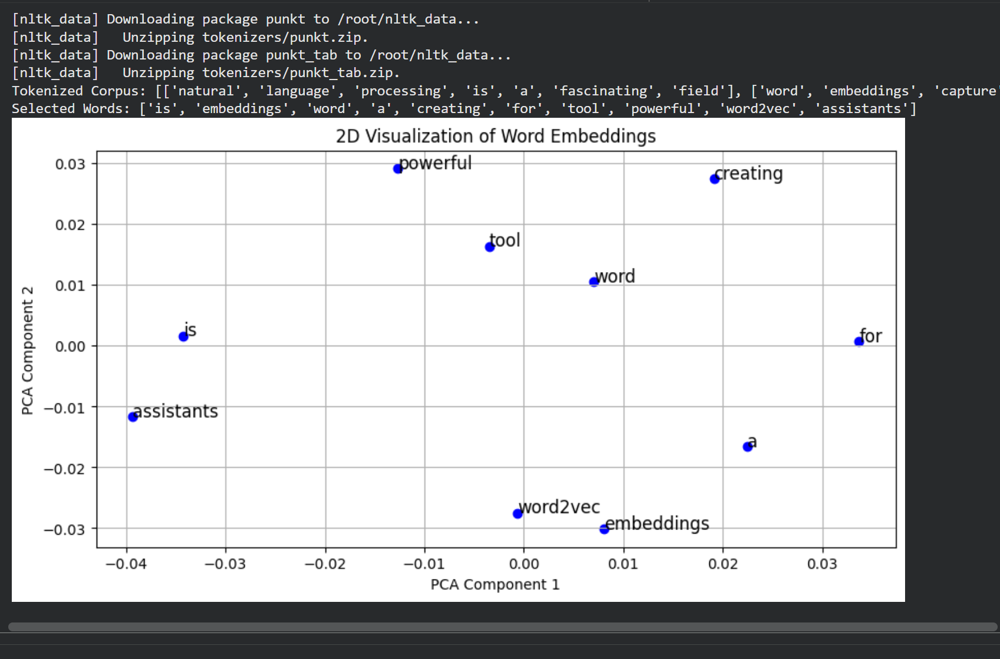 [nltk_data] Downloading package punkt to /root/nltk_data...
[nltk_data]   Unzipping tokenizers/punkt.zip.
[nltk_data] Downloading package punkt_tab to /root/nltk_data...
[nltk_data]   Unzipping tokenizers/punkt_tab.zip.
Tokenized Corpus: [['natural', 'language', 'processing', 'is', 'a', 'fascinating', 'field'], ['word', 'embeddings', 'capture'
Selected Words: ['is', 'embeddings', 'word', 'a', 'creating', 'for', 'tool', 'powerful', 'word2vec', 'assistants']
2D Visualization of Word Embeddings
0.03
powerful
creating
0.02
tool
word
0.01
is
for
0.00
PCA Component 2
−0.01
assistants
a
−0.02
word2vec
embeddings
−0.03
−0.04 −0.03 −0.02 −0.01 0.00 0.01 0.02 0.03
PCA Component 1